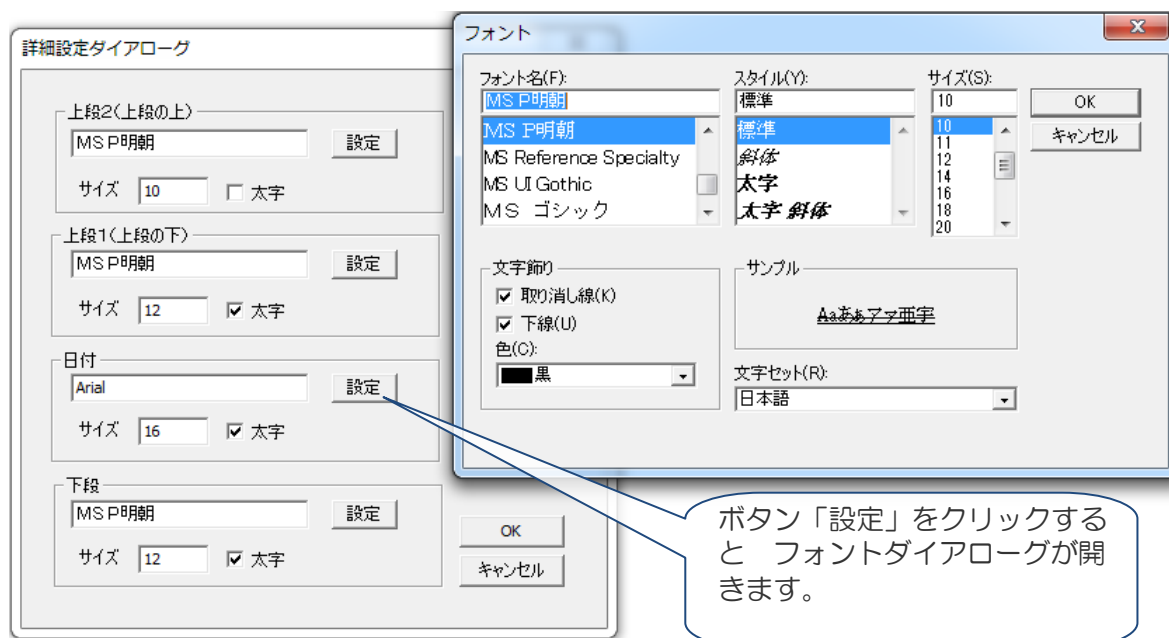 詳細設定ダイアローグ
上段2(上段の上)
MS P明朝
設定
サイズ 10 太字
上段1(上段の下)
MS P明朝
設定
サイズ 12 太字
日付
Arial
設定
サイズ 16 太字
下段
MS P明朝
設定
サイズ 12 太字
OK
キャンセル
フォント
フォント名(F):
MS P明朝
MS P明朝
MS Reference Specialty
MS UI Gothic
MS ゴシック
スタイル(Y):
標準
標準
斜体
太字
太字 斜体
サイズ(S):
10
10
11
12
14
16
18
20
OK
キャンセル
文字飾り
取り消し線(K)
下線(U)
色(C):
黒
サンプル
Aaあぁアァ亜宇
文字セット(R):
日本語
ボタン「設定」をクリックする
と フォントダイアローグが開
きます。